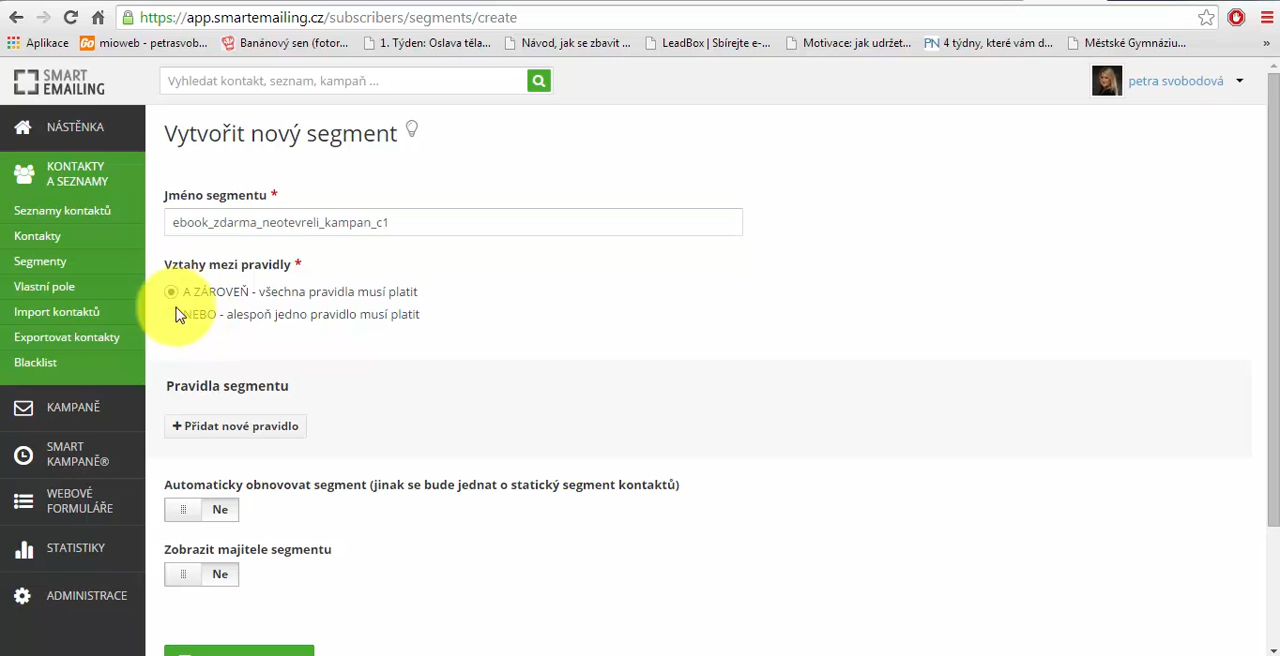 https://app.smartemailing.cz/subscribers/segments/create
Aplikace
Go mioweb - petrasvob...
Banánový sen (fotor...
1. Týden: Oslava těla...
Návod, jak se zbavit ...
LeadBox | Sbírejte e-...
Motivace: jak udržet...
PN 4 týdny, které vám d...
Městské Gymnáziu...
»
SMART
EMAILING
Vyhledat kontakt, seznam, kampaň ...
petra svobodová
NÁSTĚNKA
KONTAKTY
A SEZNAMY
Seznamy kontaktů
Kontakty
Segmenty
Vlastní pole
Import kontaktů
Exportovat kontakty
Blacklist
KAMPANĚ
SMART
KAMPANĚ®
WEBOVÉ
FORMULÁŘE
STATISTIKY
ADMINISTRACE
Vytvořit nový segment
Jméno segmentu *
ebook_zdarma_neotevreli_kampan_c1
Vztahy mezi pravidly *
A ZÁROVEŇ - všechna pravidla musí platit
NEBO - alespoň jedno pravidlo musí platit
Pravidla segmentu
+ Přidat nové pravidlo
Automaticky obnovovat segment (jinak se bude jednat o statický segment kontaktů)
Ne
Zobrazit majitele segmentu
Ne